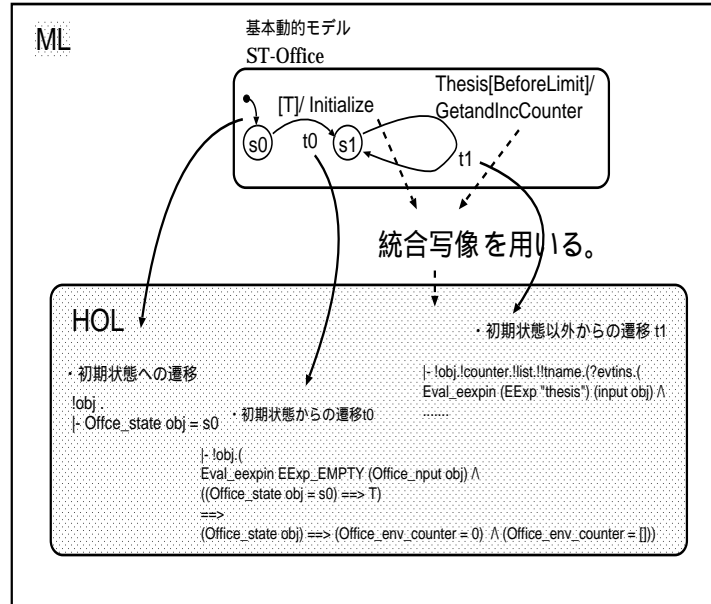 ML
基本動的モデル
ST-Office
[T]/ Initialize
Thesis[BeforeLimit]/
GetandIncCounter
s0
t0
s1
t1
統合写像 を用いる。
HOL
・初期状態への遷移
!obj .
|- Offce_state obj = s0
・初期状態からの遷移t0
|- !obj.(
Eval_eexpin EExp_EMPTY (Office_nput obj) /\
((Office_state obj = s0) ==> T)
==>
(Office_state obj) ==> (Office_env_counter = 0) /\ (Office_env_counter = []))
・初期状態以外からの遷移 t1
|- !obj.!counter.!list.!!tname.(?evtins.(
Eval_eexpin (EExp "thesis") (input obj) /\
.......